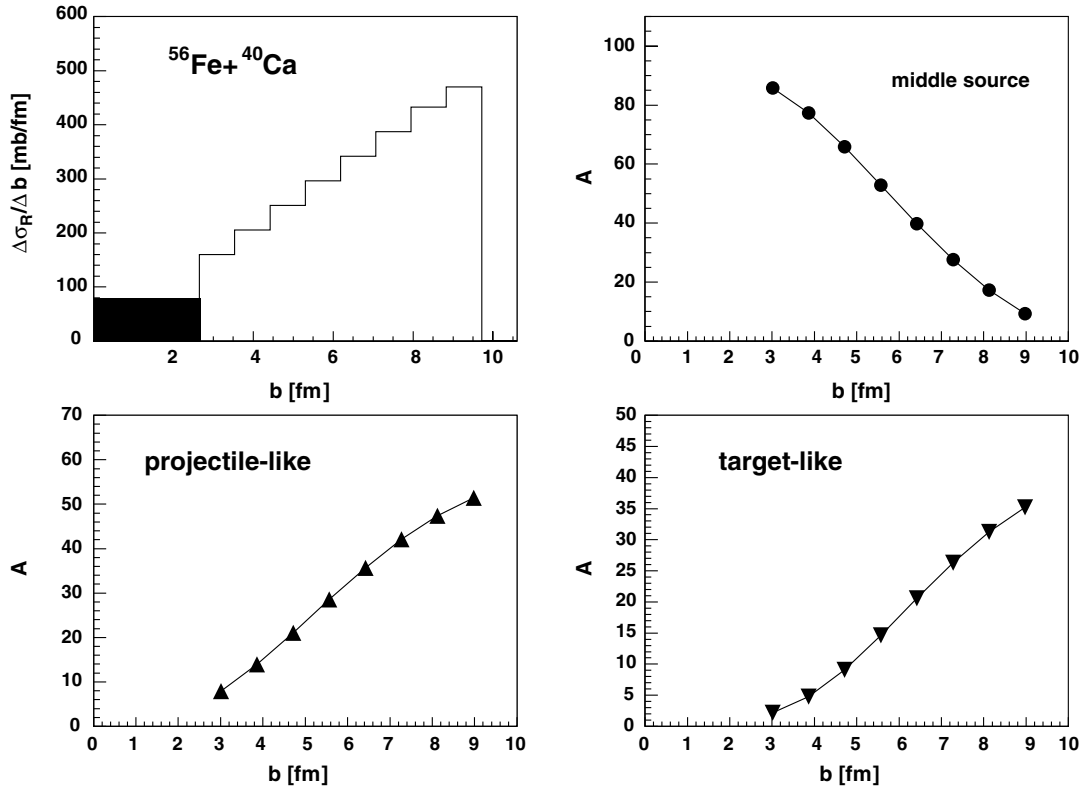 600
500
400
300
200
100
0
Δσ_R/Δ b [mb/fm]
⁵⁶Fe+ ⁴⁰Ca
2 4 6 8 10
b [fm]
100
80
60
40
20
0
A
middle source
0 1 2 3 4 5 6 7 8 9 10
b [fm]
70
60
50
40
30
20
10
0
A
projectile-like
0 1 2 3 4 5 6 7 8 9 10
b [fm]
50
45
40
35
30
25
20
15
10
5
0
A
target-like
0 1 2 3 4 5 6 7 8 9 10
b [fm]